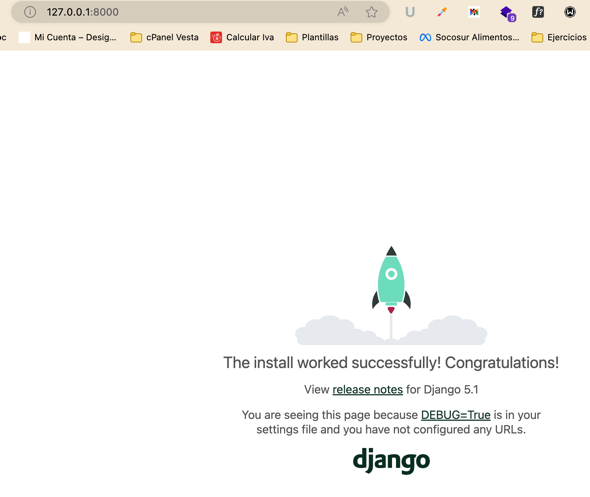 127.0.0.1:8000
A
U
9
f?
oc
Mi Cuenta – Desig...
cPanel Vesta
Calcular Iva
Plantillas
Proyectos
Socosur Alimentos...
Ejercicios
The install worked successfully! Congratulations!
View release notes for Django 5.1
You are seeing this page because DEBUG=True is in your
settings file and you have not configured any URLs.
django